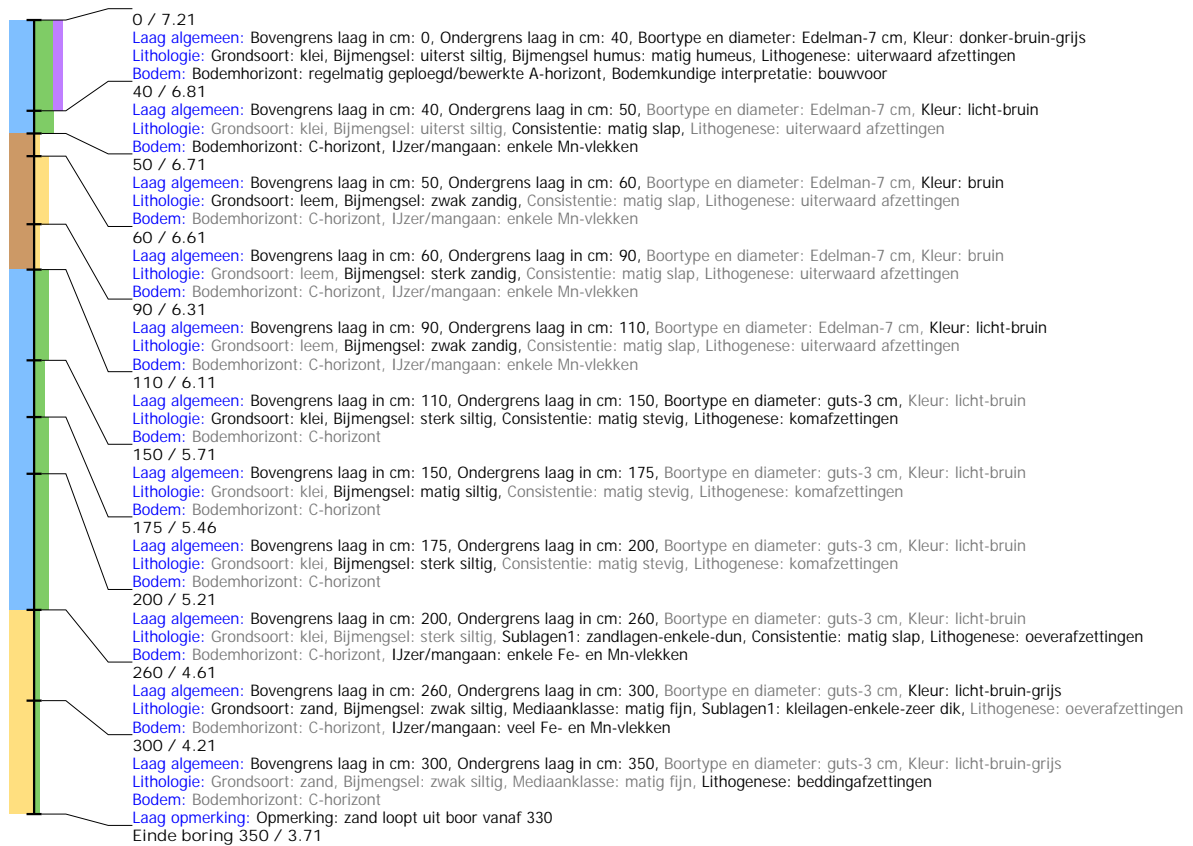 0 / 7.21
Laag algemeen: Bovengrens laag in cm: 0, Ondergrens laag in cm: 40, Boortype en diameter: Edelman-7 cm, Kleur: donker-bruin-grijs
Lithologie: Grondsoort: klei, Bijmengsel: uiterst siltig, Bijmengsel humus: matig humeus, Lithogenese: uiterwaard afzettingen
Bodem: Bodemhorizont: regelmatig geploegd/bewerkte A-horizont, Bodemkundige interpretatie: bouwvoor
40 / 6.81
Laag algemeen: Bovengrens laag in cm: 40, Ondergrens laag in cm: 50, Boortype en diameter: Edelman-7 cm, Kleur: licht-bruin
Lithologie: Grondsoort: klei, Bijmengsel: uiterst siltig, Consistentie: matig slap, Lithogenese: uiterwaard afzettingen
Bodem: Bodemhorizont: C-horizont, IJzer/mangaan: enkele Mn-vlekken
50 / 6.71
Laag algemeen: Bovengrens laag in cm: 50, Ondergrens laag in cm: 60, Boortype en diameter: Edelman-7 cm, Kleur: bruin
Lithologie: Grondsoort: leem, Bijmengsel: zwak zandig, Consistentie: matig slap, Lithogenese: uiterwaard afzettingen
Bodem: Bodemhorizont: C-horizont, IJzer/mangaan: enkele Mn-vlekken
60 / 6.61
Laag algemeen: Bovengrens laag in cm: 60, Ondergrens laag in cm: 90, Boortype en diameter: Edelman-7 cm, Kleur: bruin
Lithologie: Grondsoort: leem, Bijmengsel: sterk zandig, Consistentie: matig slap, Lithogenese: uiterwaard afzettingen
Bodem: Bodemhorizont: C-horizont, IJzer/mangaan: enkele Mn-vlekken
90 / 6.31
Laag algemeen: Bovengrens laag in cm: 90, Ondergrens laag in cm: 110, Boortype en diameter: Edelman-7 cm, Kleur: licht-bruin
Lithologie: Grondsoort: leem, Bijmengsel: zwak zandig, Consistentie: matig slap, Lithogenese: uiterwaard afzettingen
Bodem: Bodemhorizont: C-horizont, IJzer/mangaan: enkele Mn-vlekken
110 / 6.11
Laag algemeen: Bovengrens laag in cm: 110, Ondergrens laag in cm: 150, Boortype en diameter: guts-3 cm, Kleur: licht-bruin
Lithologie: Grondsoort: klei, Bijmengsel: sterk siltig, Consistentie: matig stevig, Lithogenese: komafzettingen
Bodem: Bodemhorizont: C-horizont
150 / 5.71
Laag algemeen: Bovengrens laag in cm: 150, Ondergrens laag in cm: 175, Boortype en diameter: guts-3 cm, Kleur: licht-bruin
Lithologie: Grondsoort: klei, Bijmengsel: matig siltig, Consistentie: matig stevig, Lithogenese: komafzettingen
Bodem: Bodemhorizont: C-horizont
175 / 5.46
Laag algemeen: Bovengrens laag in cm: 175, Ondergrens laag in cm: 200, Boortype en diameter: guts-3 cm, Kleur: licht-bruin
Lithologie: Grondsoort: klei, Bijmengsel: sterk siltig, Consistentie: matig stevig, Lithogenese: komafzettingen
Bodem: Bodemhorizont: C-horizont
200 / 5.21
Laag algemeen: Bovengrens laag in cm: 200, Ondergrens laag in cm: 260, Boortype en diameter: guts-3 cm, Kleur: licht-bruin
Lithologie: Grondsoort: klei, Bijmengsel: sterk siltig, Sublagen1: zandlagen-enkele-dun, Consistentie: matig slap, Lithogenese: oeverafzettingen
Bodem: Bodemhorizont: C-horizont, IJzer/mangaan: enkele Fe- en Mn-vlekken
260 / 4.61
Laag algemeen: Bovengrens laag in cm: 260, Ondergrens laag in cm: 300, Boortype en diameter: guts-3 cm, Kleur: licht-bruin-grijs
Lithologie: Grondsoort: zand, Bijmengsel: zwak siltig, Mediaanklasse: matig fijn, Sublagen1: kleilagen-enkele-zeer dik, Lithogenese: oeverafzettingen
Bodem: Bodemhorizont: C-horizont, IJzer/mangaan: veel Fe- en Mn-vlekken
300 / 4.21
Laag algemeen: Bovengrens laag in cm: 300, Ondergrens laag in cm: 350, Boortype en diameter: guts-3 cm, Kleur: licht-bruin-grijs
Lithologie: Grondsoort: zand, Bijmengsel: zwak siltig, Mediaanklasse: matig fijn, Lithogenese: beddingafzettingen
Bodem: Bodemhorizont: C-horizont
Laag opmerking: Opmerking: zand loopt uit boor vanaf 330
Einde boring 350 / 3.71